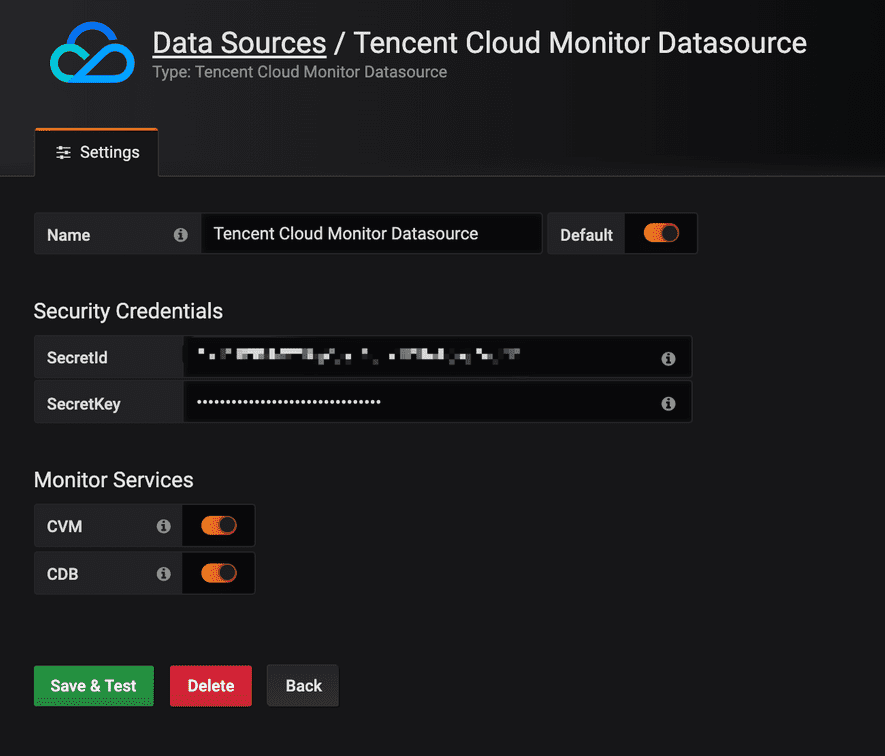 Data Sources / Tencent Cloud Monitor Datasource
Type: Tencent Cloud Monitor Datasource
Settings
Name Tencent Cloud Monitor Datasource Default
Security Credentials
SecretId
SecretKey ································
Monitor Services
CVM
CDB
Save & Test Delete Back